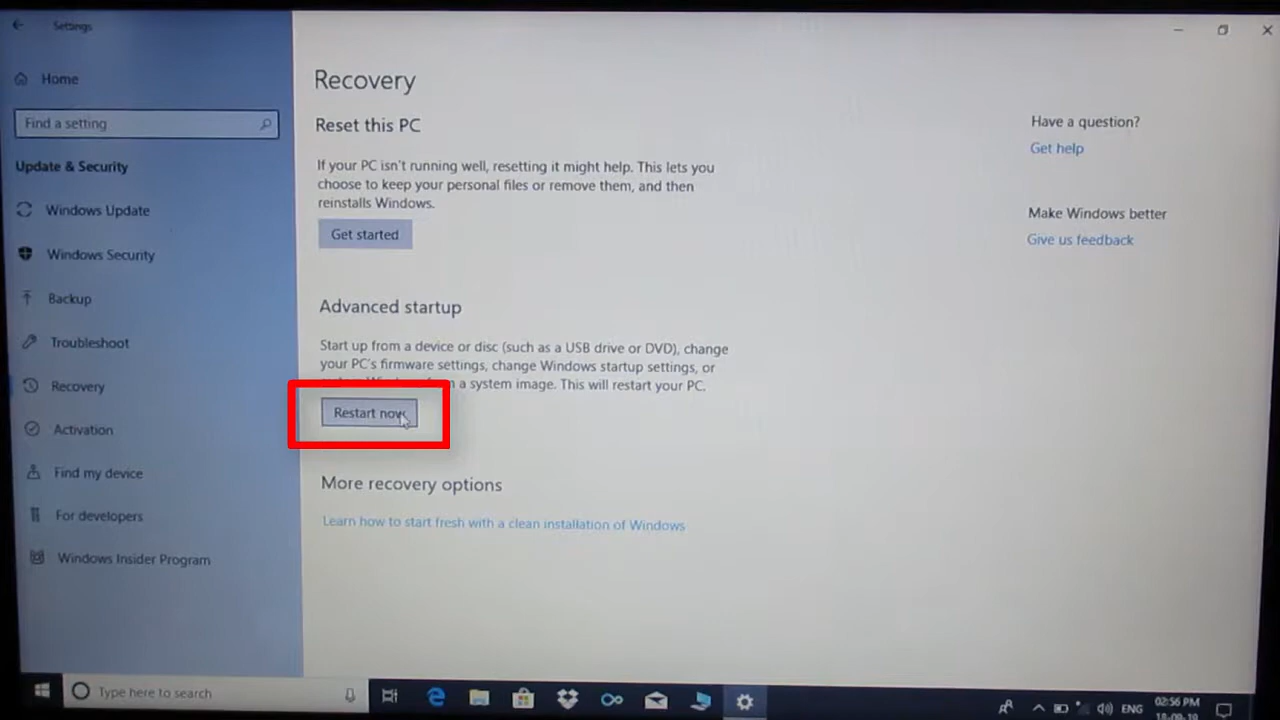 Settings
Home
Find a setting
Update & Security
Windows Update
Windows Security
Backup
Troubleshoot
Recovery
Activation
Find my device
For developers
Windows Insider Program
Recovery
Reset this PC
If your PC isn't running well, resetting it might help. This lets you
choose to keep your personal files or remove them, and then
reinstalls Windows.
Get started
Advanced startup
Start up from a device or disc (such as a USB drive or DVD), change
your PC's firmware settings, change Windows startup settings, or
a system image. This will restart your PC.
Restart now
More recovery options
Learn how to start fresh with a clean installation of Windows
Have a question?
Get help
Make Windows better
Give us feedback
Type here to search
ENG
02:56 PM
18-09-19